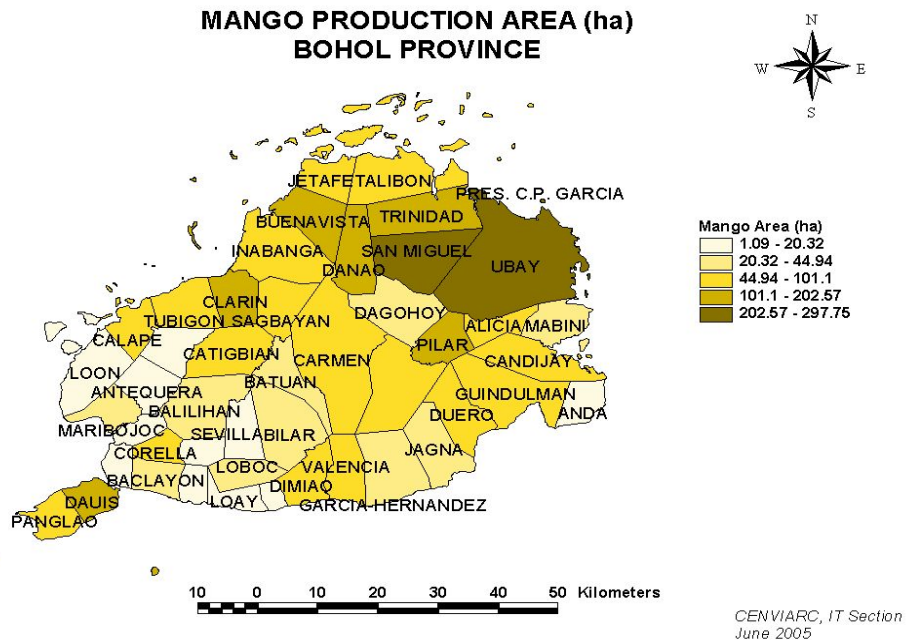 MANGO PRODUCTION AREA (ha)
BOHOL PROVINCE
N
W E
S
JETAFE TALIBON
PRES. C.P. GARCIA
BUENAVISTA TRINIDAD
INABANGA SAN MIGUEL
DANAO UBAY
CLARIN DAGOHOY
TUBIGON SAGBAYAN ALICIA MABINI
CALAPE PILAR
CATIGBIAN CARMEN CANDIJAY
LOON BATUAN
ANTEQUERA GUINDULMAN
BALILIHAN DUERO ANDA
MARIBOJOC SEVILLA BILAR
CORELLA JAGNA
LOBOC VALENCIA
BACLAYON DIMIAO
DAUIS LOAY GARCIA-HERNANDEZ
PANGLAO
Mango Area (ha)
1.09 - 20.32
20.32 - 44.94
44.94 - 101.1
101.1 - 202.57
202.57 - 297.75
10 0 10 20 30 40 50 Kilometers
CENVIARC, IT Section
June 2005